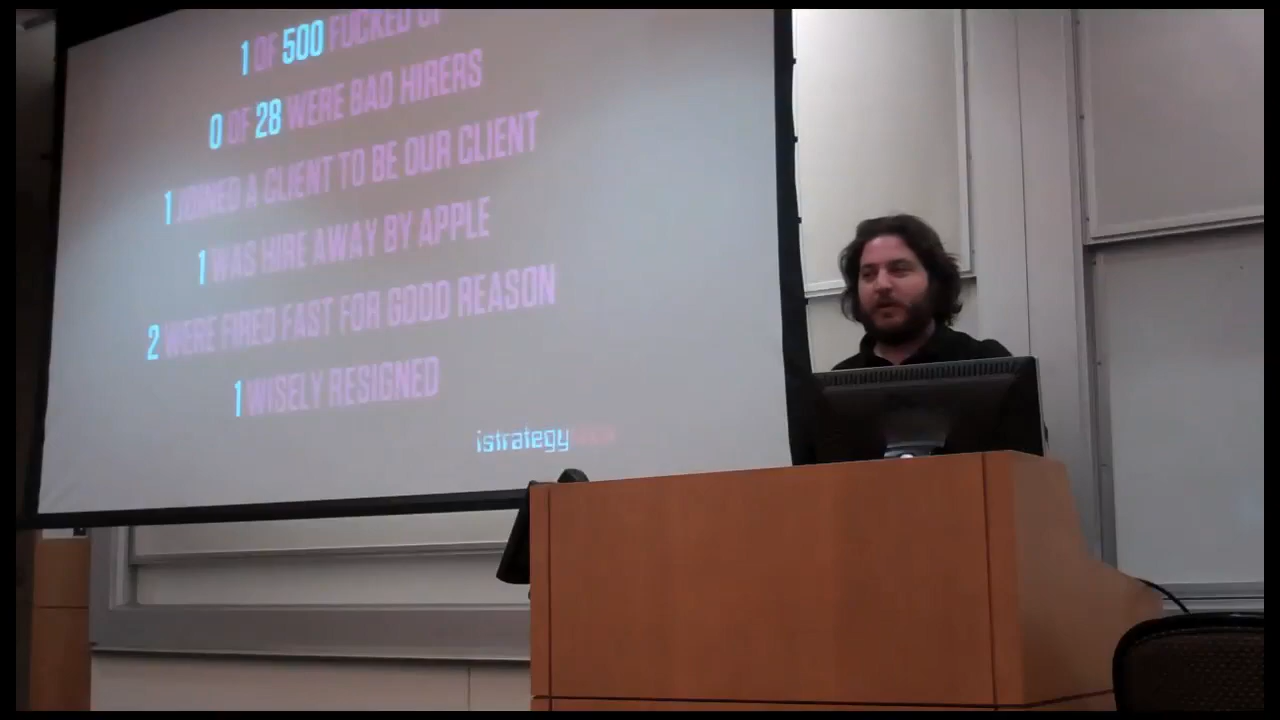 1 OF 500 FUCKED UP
0 OF 28 WERE BAD HIRERS
1 JOINED A CLIENT TO BE OUR CLIENT
1 WAS HIRE AWAY BY APPLE
2 WERE FIRED FAST FOR GOOD REASON
1 WISELY RESIGNED
istrategy